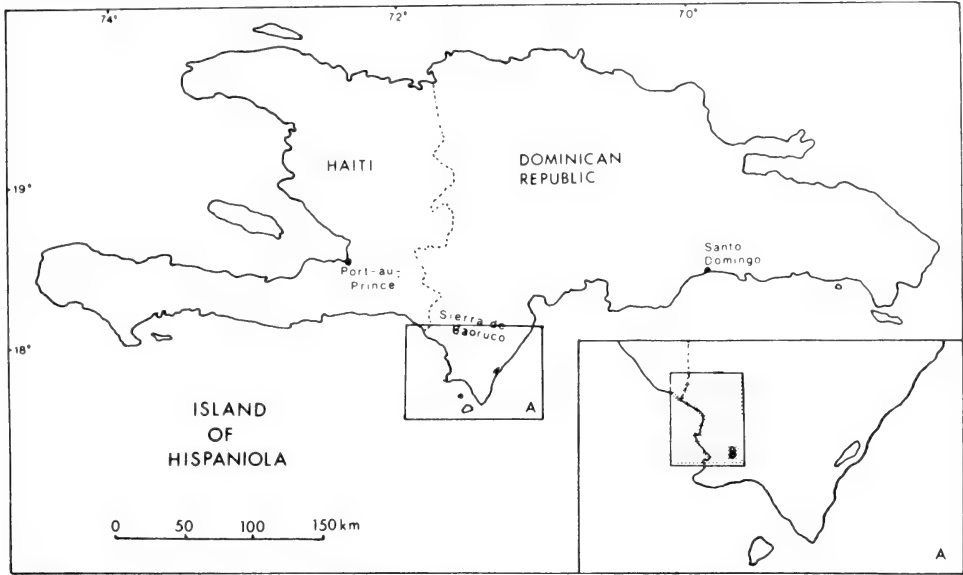 74°
72°
70°
HAITI
DOMINICAN
REPUBLIC
19°
Santo
Domingo
Port-au-
Prince
Sierra de
Baoruco
18°
A
ISLAND
OF
HISPANIOLA
0 50 100 150 km
B
A